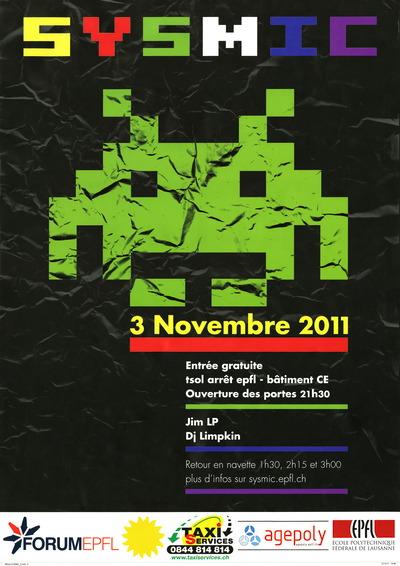 SYSMIC
3 Novembre 2011
Entrée gratuite
tsol arrêt epfl - bâtiment CE
Ouverture des portes 21h30
Jim LP
Dj Limpkin
Retour en navette 1h30, 2h15 et 3h00
plus d'infos sur sysmic.epfl.ch
FORUMEPFL
TAXI
SERVICES
0844 814 814
www.taxiservices.ch
agepoly
EPFL
ÉCOLE POLYTECHNIQUE
FÉDÉRALE DE LAUSANNE